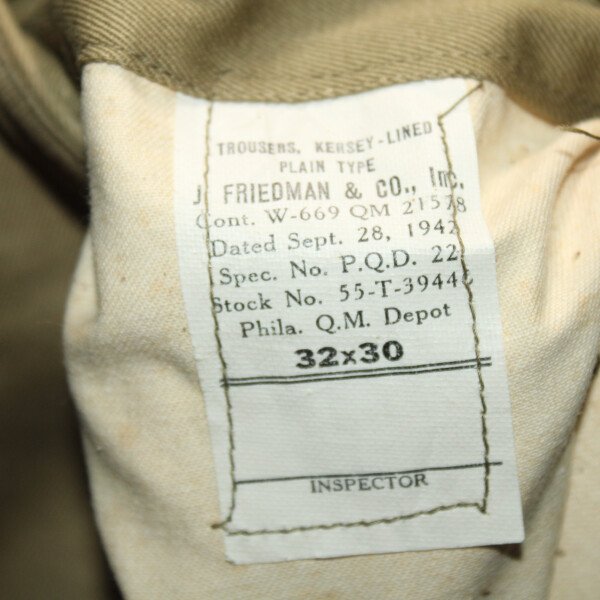 TROUSERS, KERSEY-LINED
PLAIN TYPE
J. FRIEDMAN & CO., Inc.
Cont. W-669 QM 21578
Dated Sept. 28, 1942
Spec. No. P.Q.D. 22
Stock No. 55-T-3944
Phila. Q.M. Depot
32x30
INSPECTOR